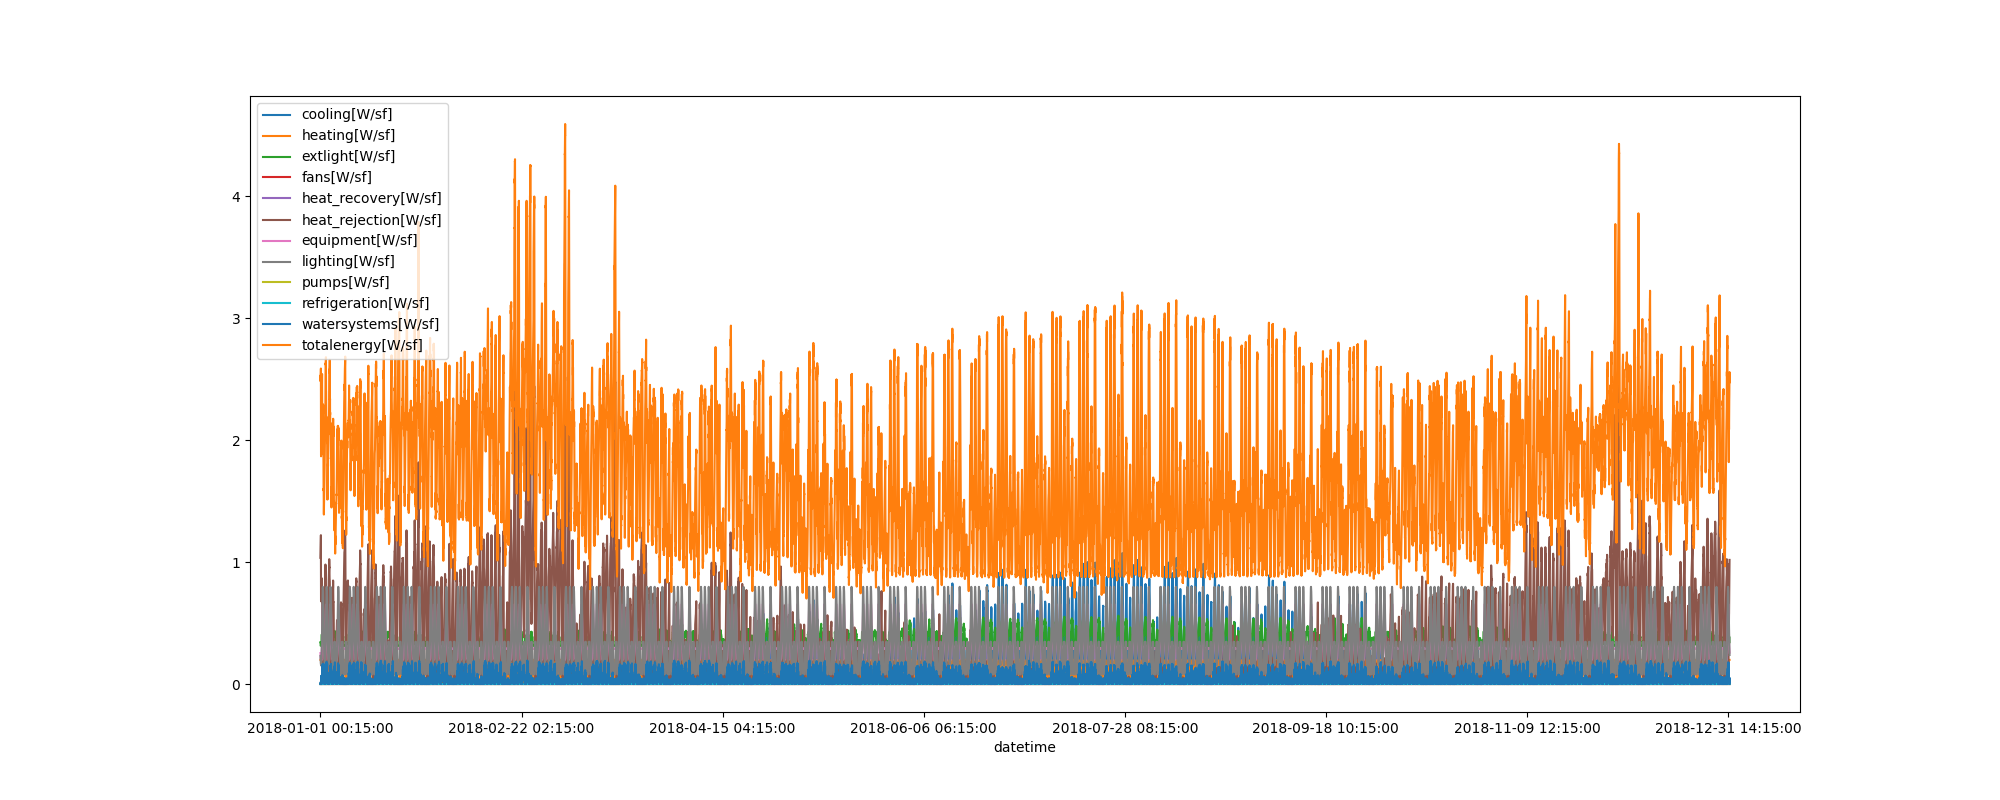 cooling[W/sf]
heating[W/sf]
extlight[W/sf]
fans[W/sf]
heat_recovery[W/sf]
heat_rejection[W/sf]
equipment[W/sf]
lighting[W/sf]
pumps[W/sf]
refrigeration[W/sf]
watersystems[W/sf]
totalenergy[W/sf]
4
3
2
1
0
2018-01-01 00:15:00 2018-02-22 02:15:00 2018-04-15 04:15:00 2018-06-06 06:15:00 2018-07-28 08:15:00 2018-09-18 10:15:00 2018-11-09 12:15:00 2018-12-31 14:15:00
datetime